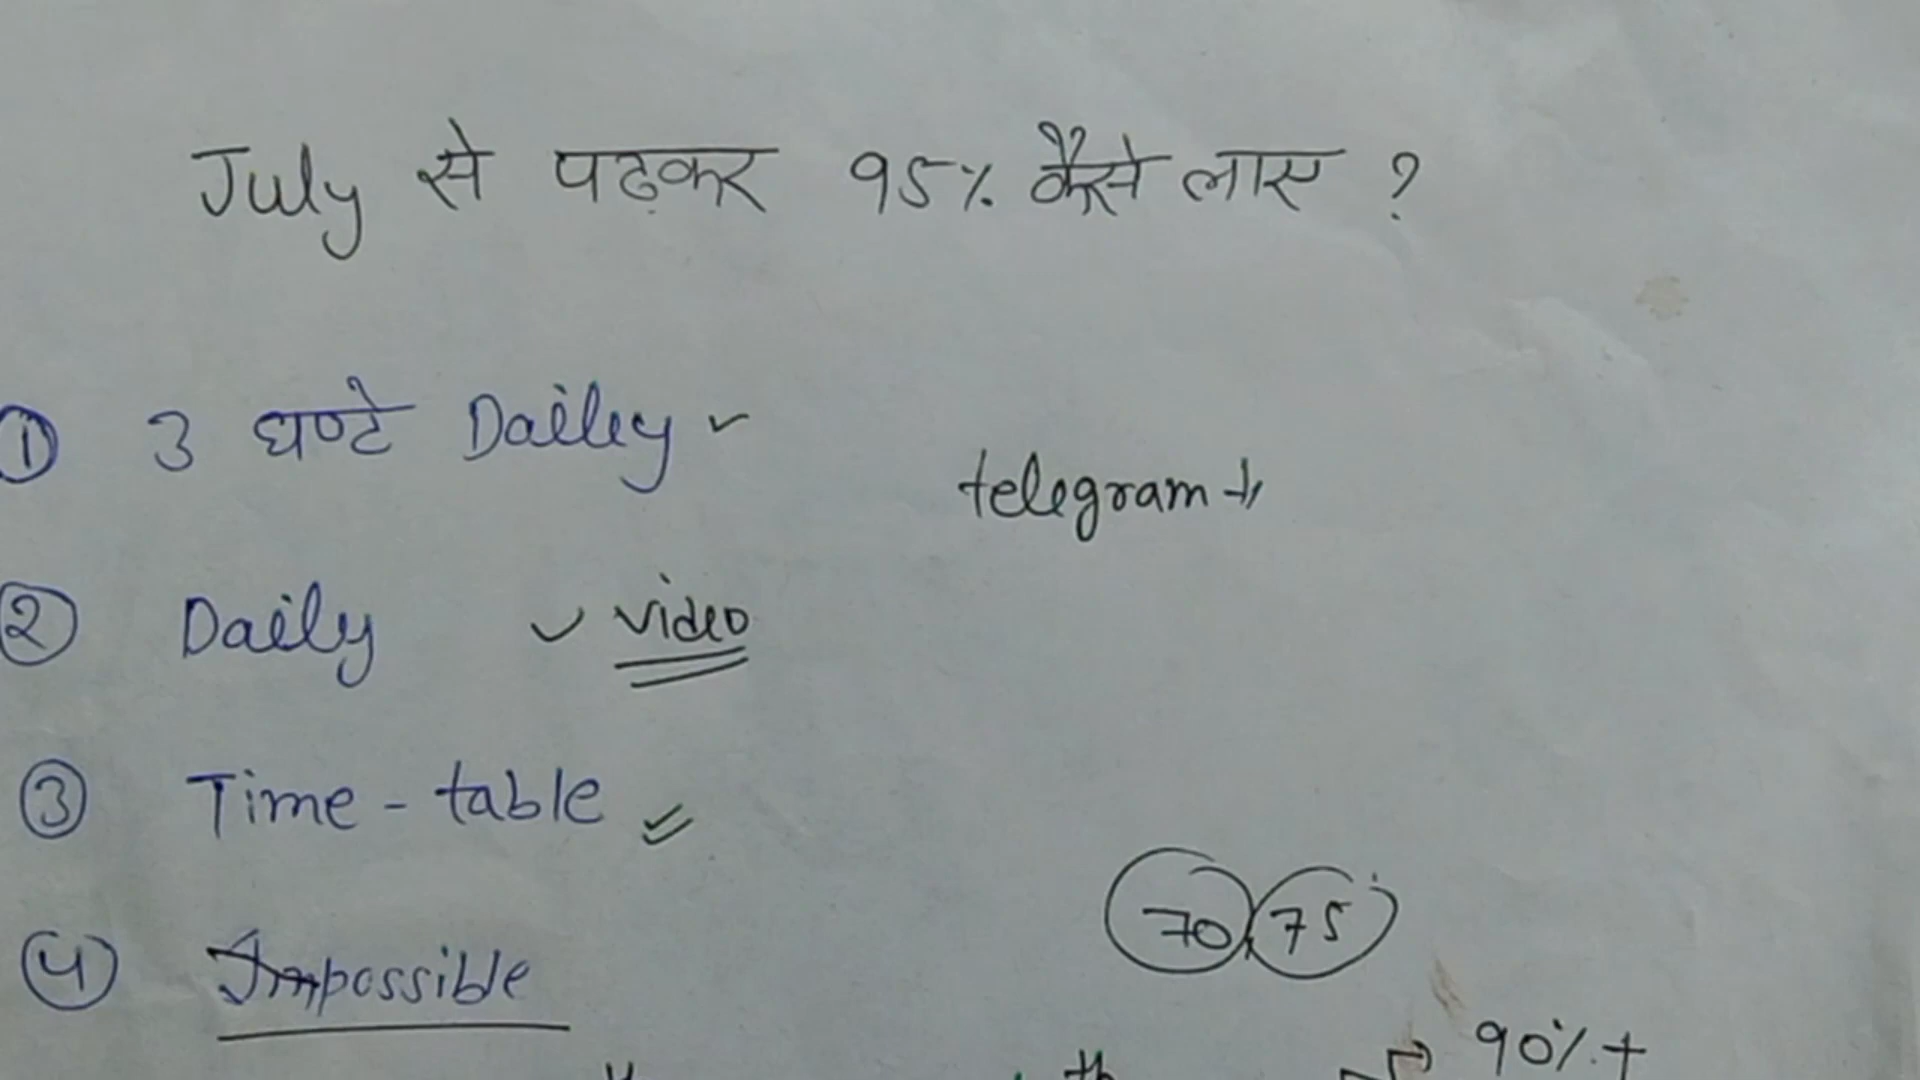 July से पढ़कर 95% कैसे लाए ?
① 3 घण्टे Dailey
telegram
② Daily video
③ Time-table
④ Impossible
70 75
90%+